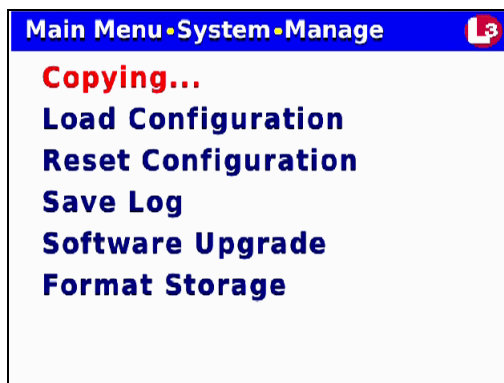 Main Menu•System•Manage L3
Copying...
Load Configuration
Reset Configuration
Save Log
Software Upgrade
Format Storage